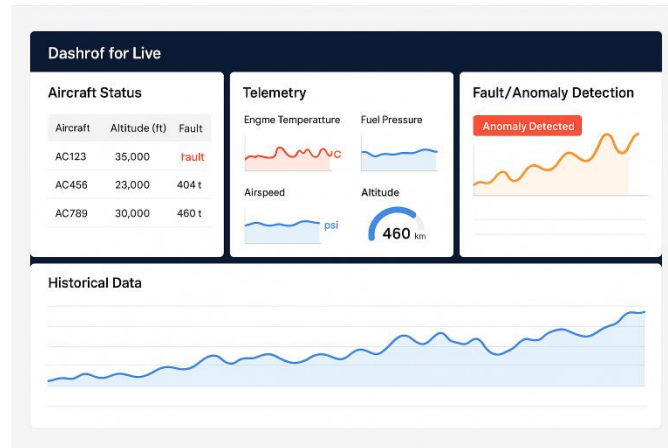 Dashrof for Live
Aircraft Status
Aircraft Altitude (ft) Fault
AC123 35,000 hault
AC456 23,000 404 t
AC789 30,000 460 t
Telemetry
Engme Temperatture Fuel Pressure
C
Airspeed Altitude
psi
460 km
Fault/Anomaly Detection
Anomaly Detected
Historical Data